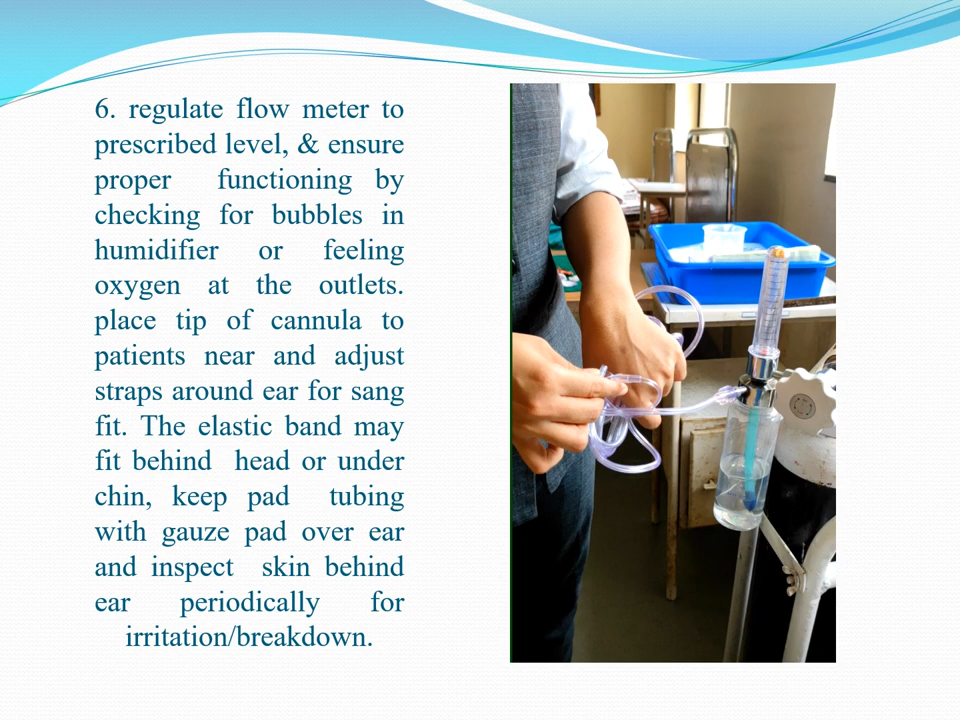 6. regulate flow meter to
prescribed level, & ensure
proper functioning by
checking for bubbles in
humidifier or feeling
oxygen at the outlets.
place tip of cannula to
patients near and adjust
straps around ear for sang
fit. The elastic band may
fit behind head or under
chin, keep pad tubing
with gauze pad over ear
and inspect skin behind
ear periodically for
irritation/breakdown.